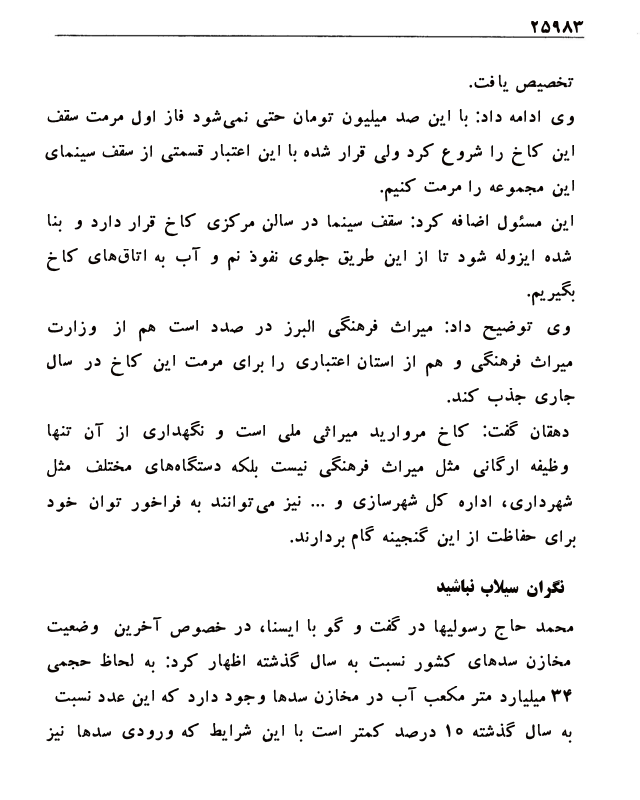 ۲۵۹۸۳
تخصیص یافت.
وی ادامه داد: با این صد میلیون تومان حتی نمی‌شود فاز اول مرمت سقف
این کاخ را شروع کرد ولی قرار شده با این اعتبار قسمتی از سقف سینمای
این مجموعه را مرمت کنیم.
این مسئول اضافه کرد: سقف سینما در سالن مرکزی کاخ قرار دارد و بنا
شده ایزوله شود تا از این طریق جلوی نفوذ نم و آب به اتاق‌های کاخ
بگیریم.
وی توضیح داد: میراث فرهنگی البرز در صدد است هم از وزارت
میراث فرهنگی و هم از استان اعتباری را برای مرمت این کاخ در سال
جاری جذب کند.
دهقان گفت: کاخ مروارید میراثی ملی است و نگهداری از آن تنها
وظیفه ارگانی مثل میراث فرهنگی نیست بلکه دستگاه‌های مختلف مثل
شهرداری، اداره کل شهرسازی و ... نیز می‌توانند به فراخور توان خود
برای حفاظت از این گنجینه گام بردارند.
نگران سیلاب نباشید
محمد حاج رسولیها در گفت و گو با ایسنا، در خصوص آخرین وضعیت
مخازن سدهای کشور نسبت به سال گذشته اظهار کرد: به لحاظ حجمی
۳۴ میلیارد متر مکعب آب در مخازن سدها وجود دارد که این عدد نسبت
به سال گذشته ۱۰ درصد کمتر است با این شرایط که ورودی سدها نیز